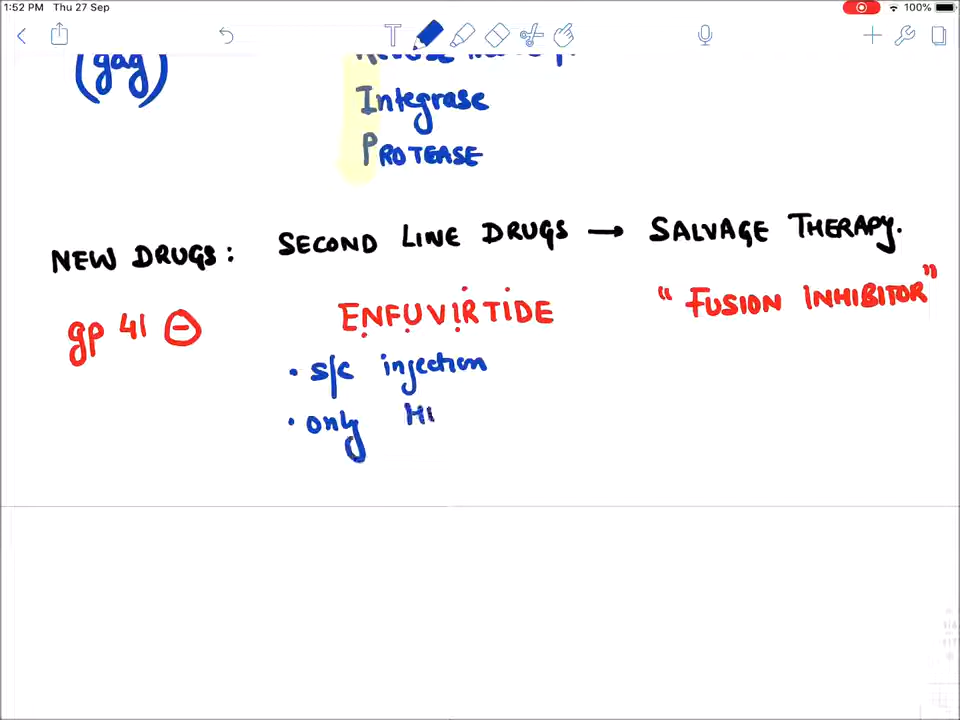 1:52 PM Thu 27 Sep 100%
(gag)
Integrase
PROTEASE
NEW DRUGS: SECOND LINE DRUGS → SALVAGE THERAPY.
gp 41 ⊖ ENFUVIRTIDE "FUSION INHIBITOR"
• s/c injection
• only HI